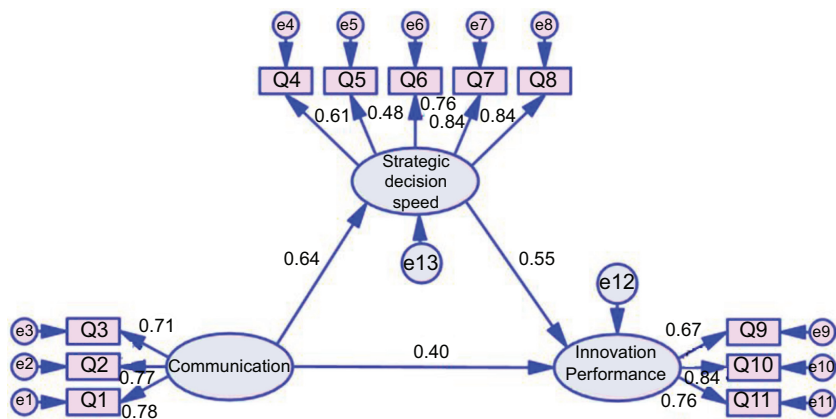 e4 e5 e6 e7 e8
Q4 Q5 Q6 Q7 Q8
0.61 0.48 0.76 0.84 0.84
Strategic
decision
speed
0.64 e13 0.55
e12
e3 Q3 0.71
e2 Q2 0.77
e1 Q1 0.78
Communication
0.40
Innovation
Performance
0.67 Q9 e9
0.84 Q10 e10
0.76 Q11 e11